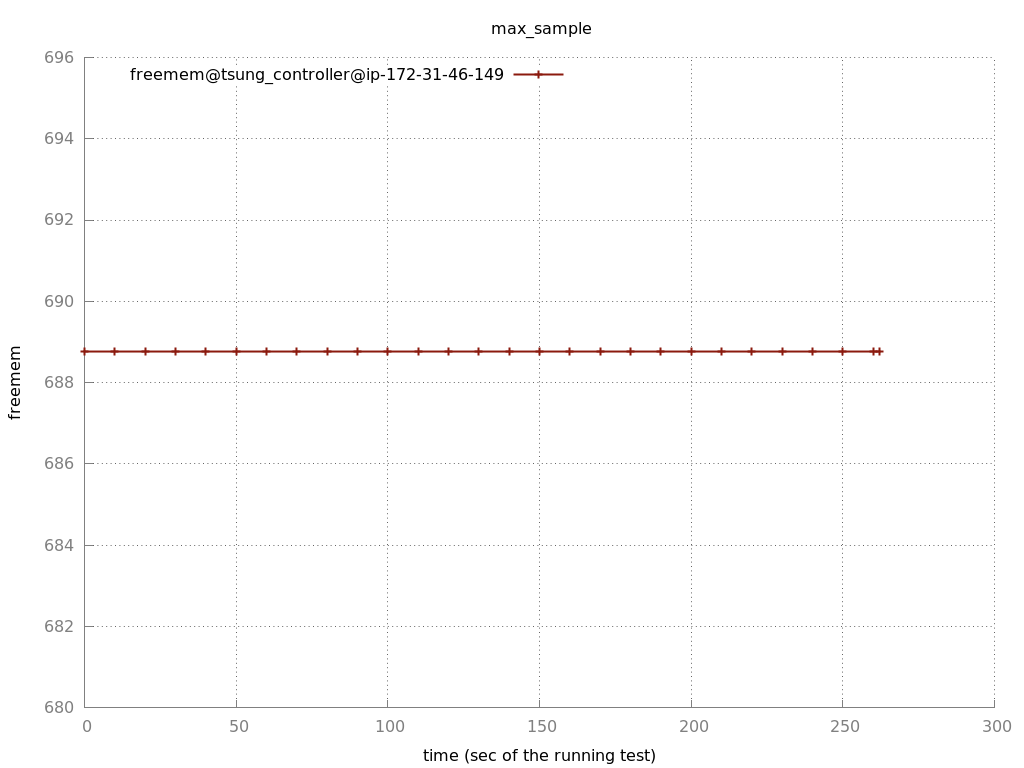 max_sample
696
freemem@tsung_controller@ip-172-31-46-149
694
692
690
688
686
684
682
680
freemem
0 50 100 150 200 250 300
time (sec of the running test)